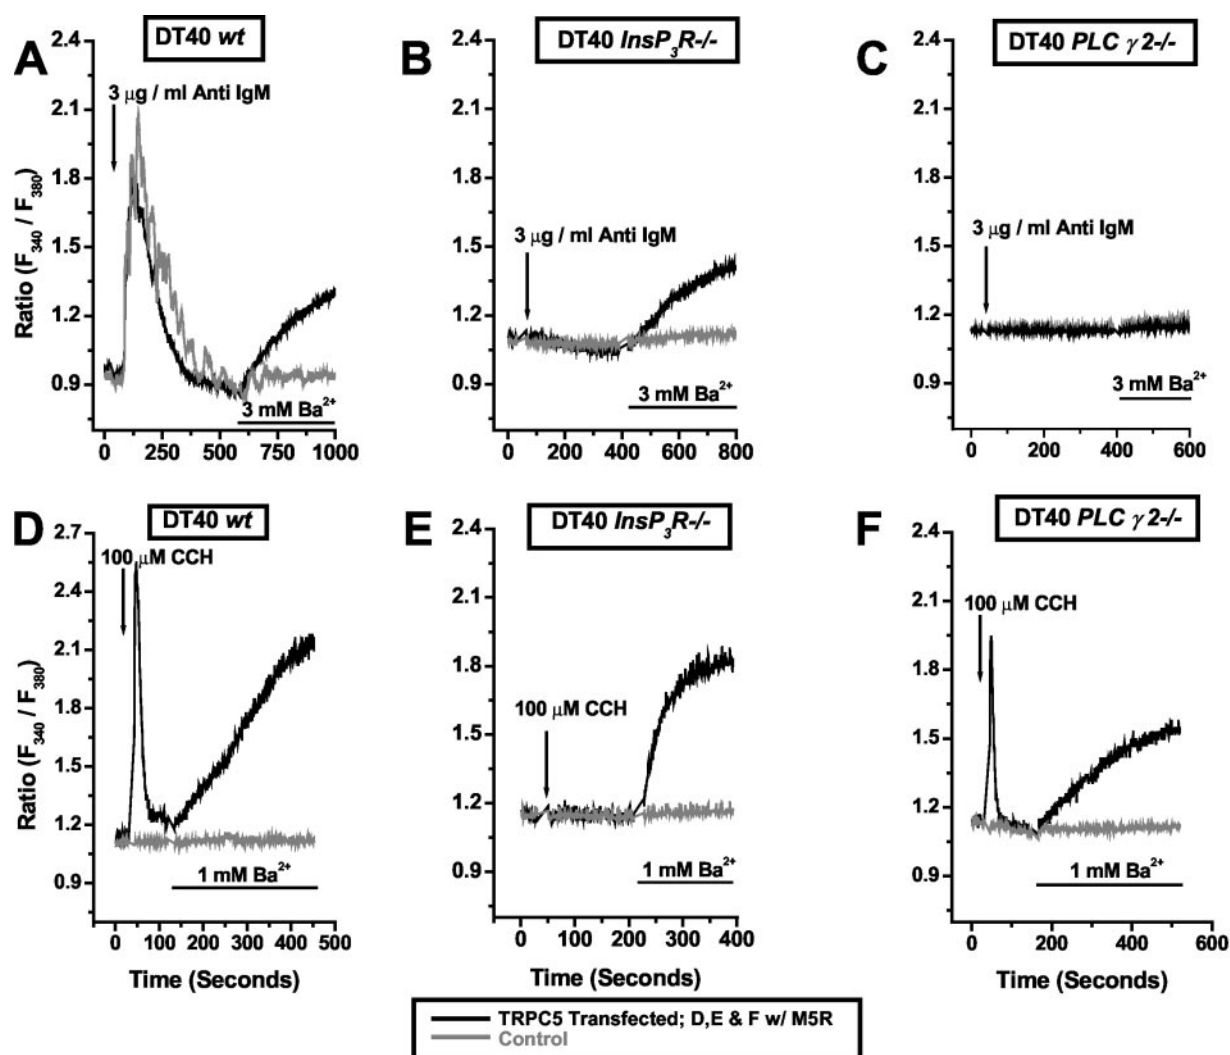 A
DT40 wt
2.4
2.1
1.8
1.5
1.2
0.9
Ratio (F340 / F380)
3 μg / ml Anti IgM
3 mM Ba2+
0 250 500 750 1000
B
DT40 InsP3R-/-
2.4
2.1
1.8
1.5
1.2
0.9
3 μg / ml Anti IgM
3 mM Ba2+
0 200 400 600 800
C
DT40 PLC γ 2-/-
2.4
2.1
1.8
1.5
1.2
0.9
3 μg / ml Anti IgM
3 mM Ba2+
0 200 400 600
D
DT40 wt
2.7
2.4
2.1
1.8
1.5
1.2
0.9
Ratio (F340 / F380)
100 μM CCH
1 mM Ba2+
0 100 200 300 400 500
Time (Seconds)
E
DT40 InsP3R-/-
2.4
2.1
1.8
1.5
1.2
0.9
100 μM CCH
1 mM Ba2+
0 100 200 300 400
Time (Seconds)
F
DT40 PLC γ 2-/-
2.4
2.1
1.8
1.5
1.2
0.9
100 μM CCH
1 mM Ba2+
0 200 400 600
Time (Seconds)
TRPC5 Transfected; D,E & F w/ M5R
Control